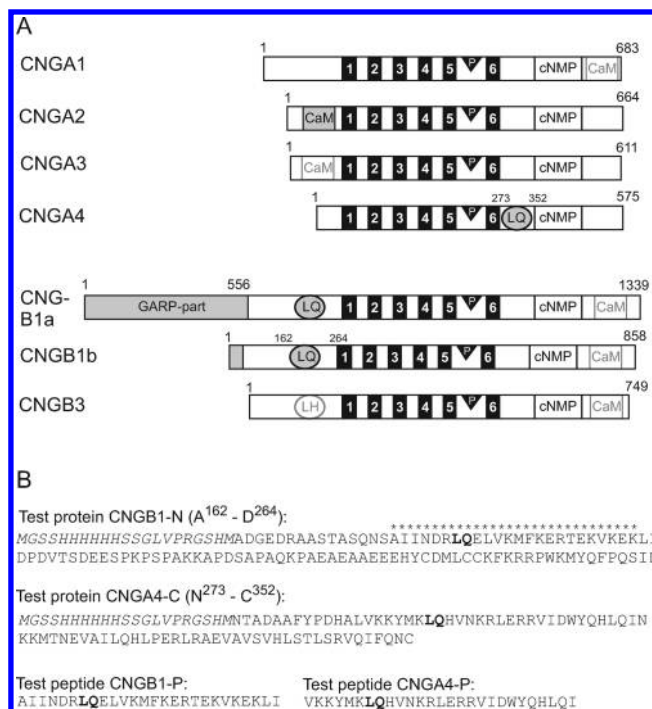 A
1
683
CNGA1
1 2 3 4 5 P 6 cNMP CaM
1
664
CNGA2
CaM 1 2 3 4 5 P 6 cNMP
1
611
CNGA3
CaM 1 2 3 4 5 P 6 cNMP
1
273 352 575
CNGA4
1 2 3 4 5 P 6 LQ cNMP
1 556 1339
CNG-
B1a
GARP-part LQ 1 2 3 4 5 P 6 cNMP CaM
1 162 264 858
CNGB1b
LQ 1 2 3 4 5 P 6 cNMP CaM
1 749
CNGB3
LH 1 2 3 4 5 P 6 cNMP CaM
B
Test protein CNGB1-N (A162 - D264):
MGSSHHHHHHSSGLVPRGSHMADGEDRAASTASQNSAIINDRLQELVKMFKERTEKVKEKLI
DPDVTSDEESPKPSPAKKAPDSAPAQKPAEAEAAEEEHYCDMLCCKFKRRPWKMYQFPQSI
Test protein CNGA4-C (N273 - C352):
MGSSHHHHHHSSGLVPRGSHMNTADAAFYPDHALVKKYMKLQHVNKRLERRVIDWYQHLQIN
KKMTNEVAILQHLPERLRAEVAVSVHLSTLSRVQIFQNC
Test peptide CNGB1-P: Test peptide CNGA4-P:
AIINDRLQELVKMFKERTEKVKEKLI VKKYMKLQHVNKRLERRVIDWYQHLQI